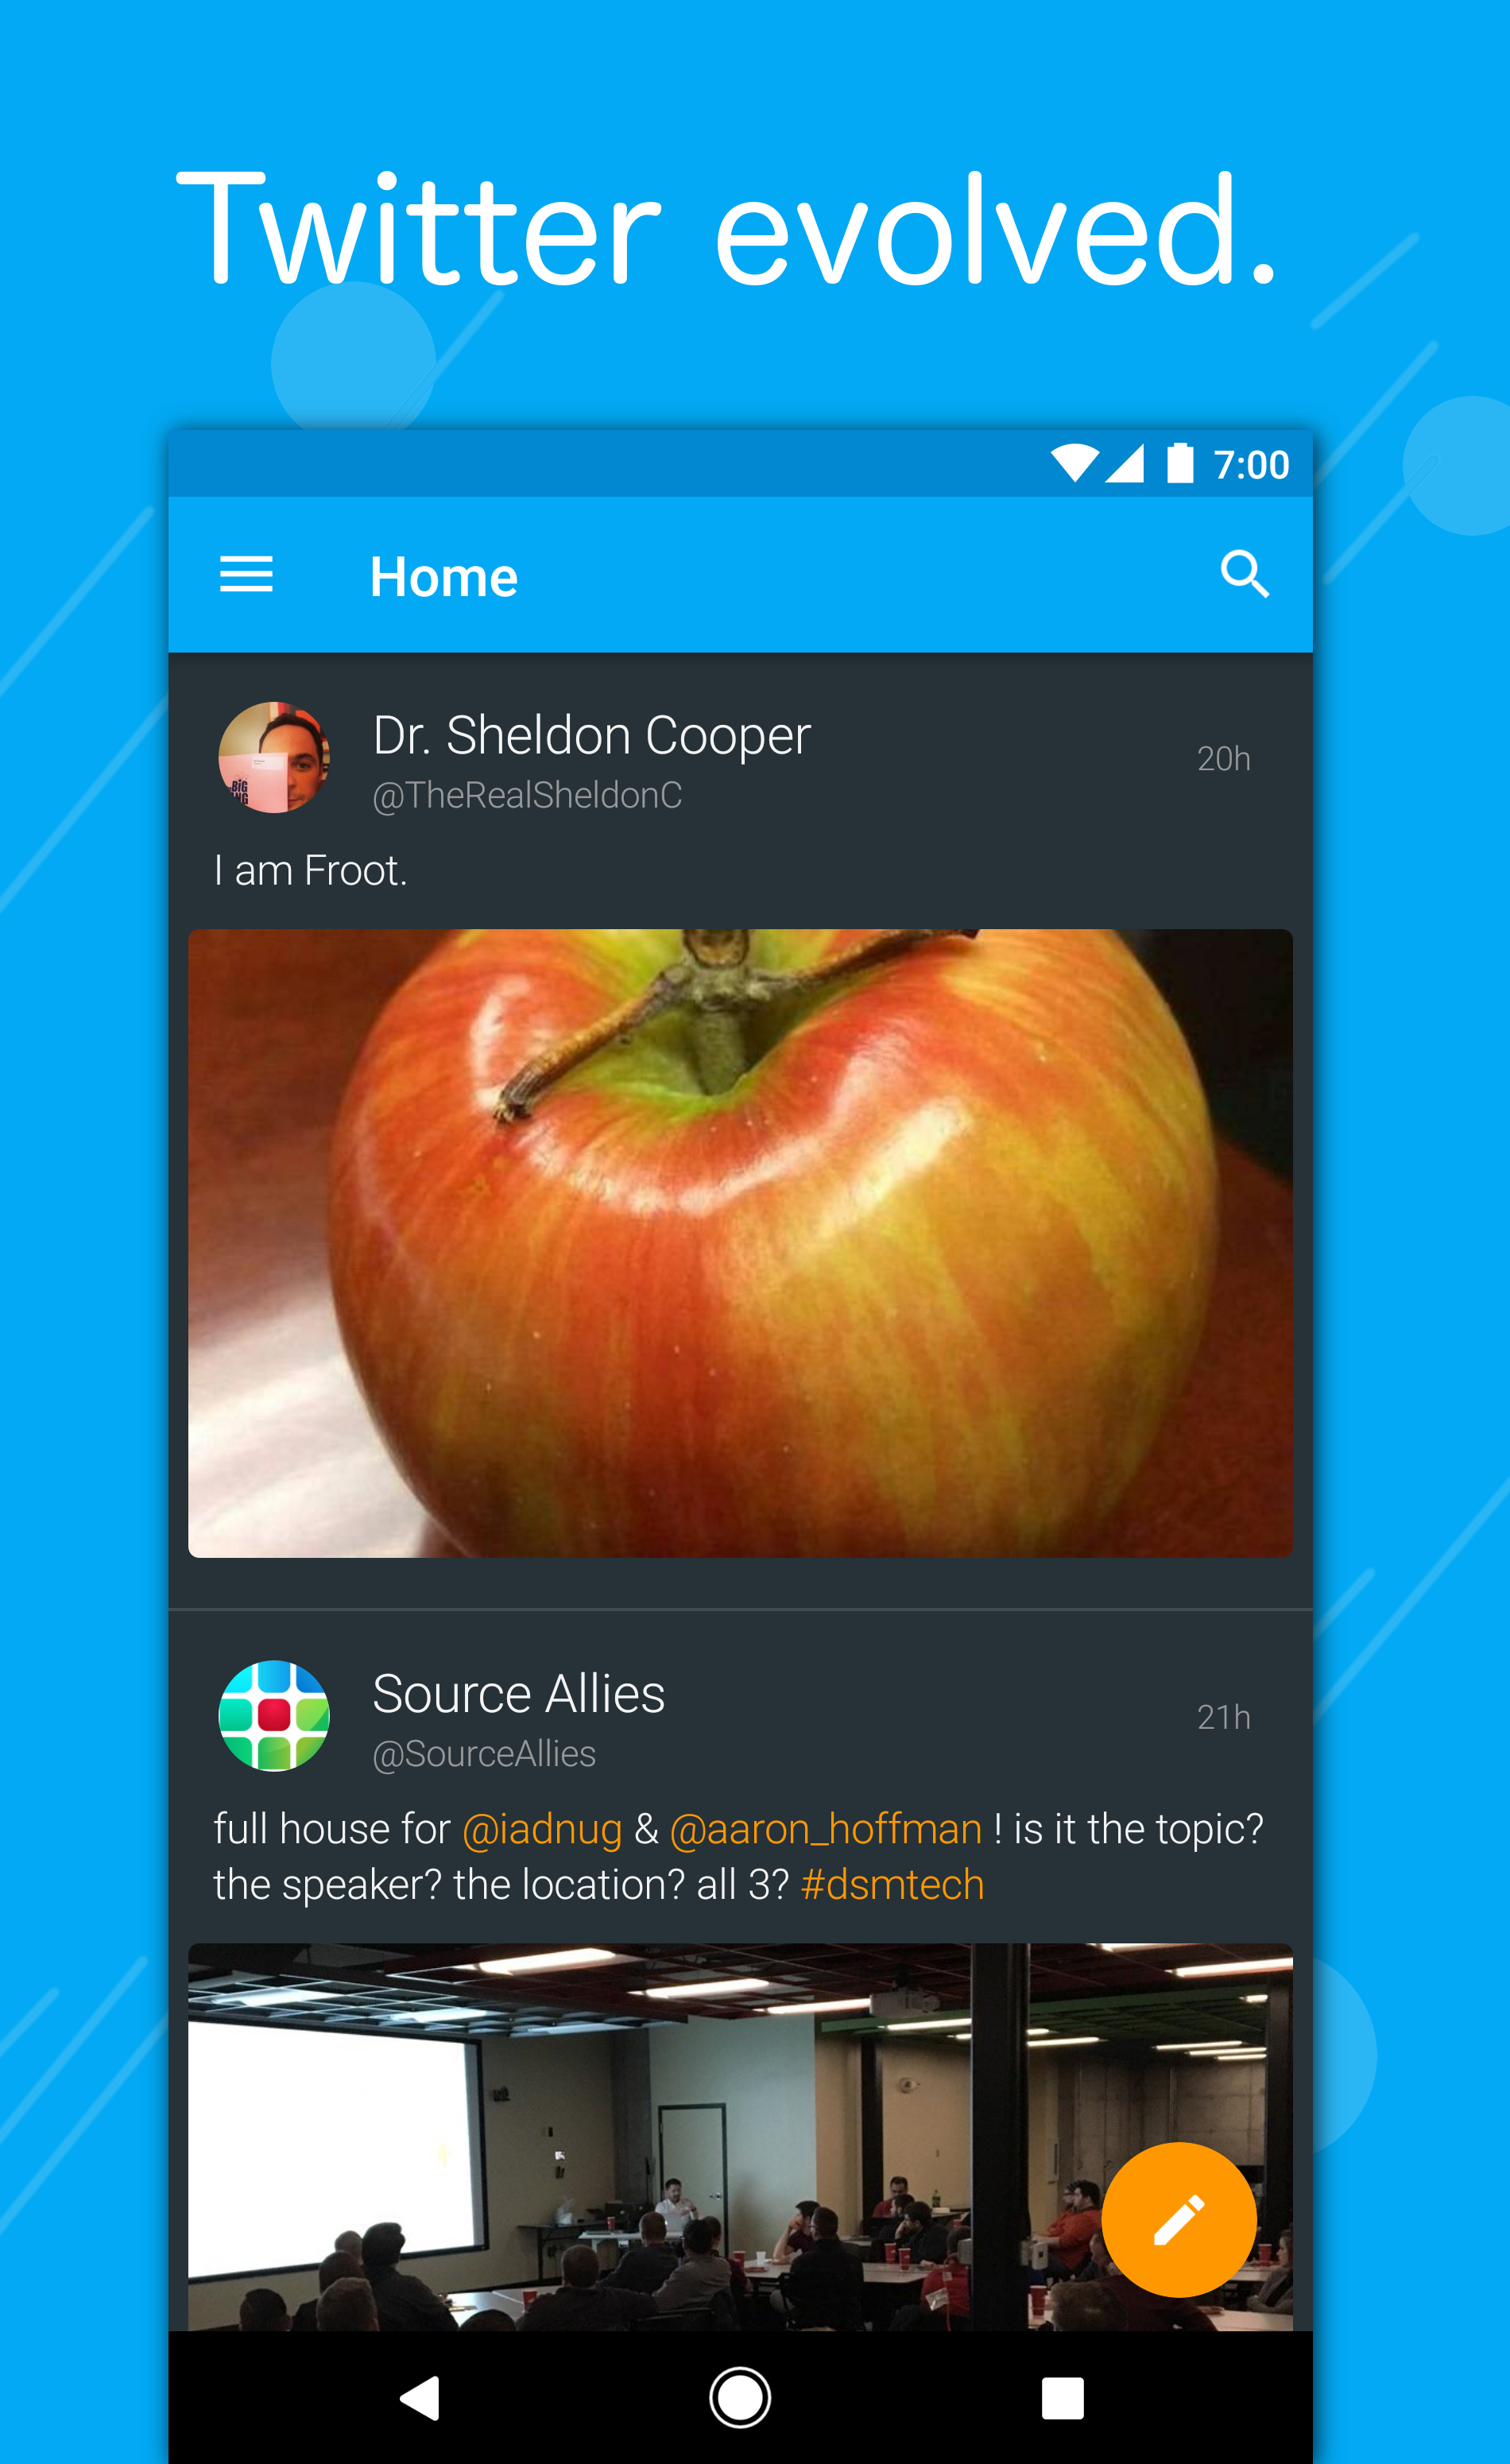 Twitter evolved.
7:00
Home
Dr. Sheldon Cooper
20h
@TheRealSheldonC
I am Froot.
Source Allies
21h
@SourceAllies
full house for @iadnug & @aaron_hoffman ! is it the topic?
the speaker? the location? all 3? #dsmtech